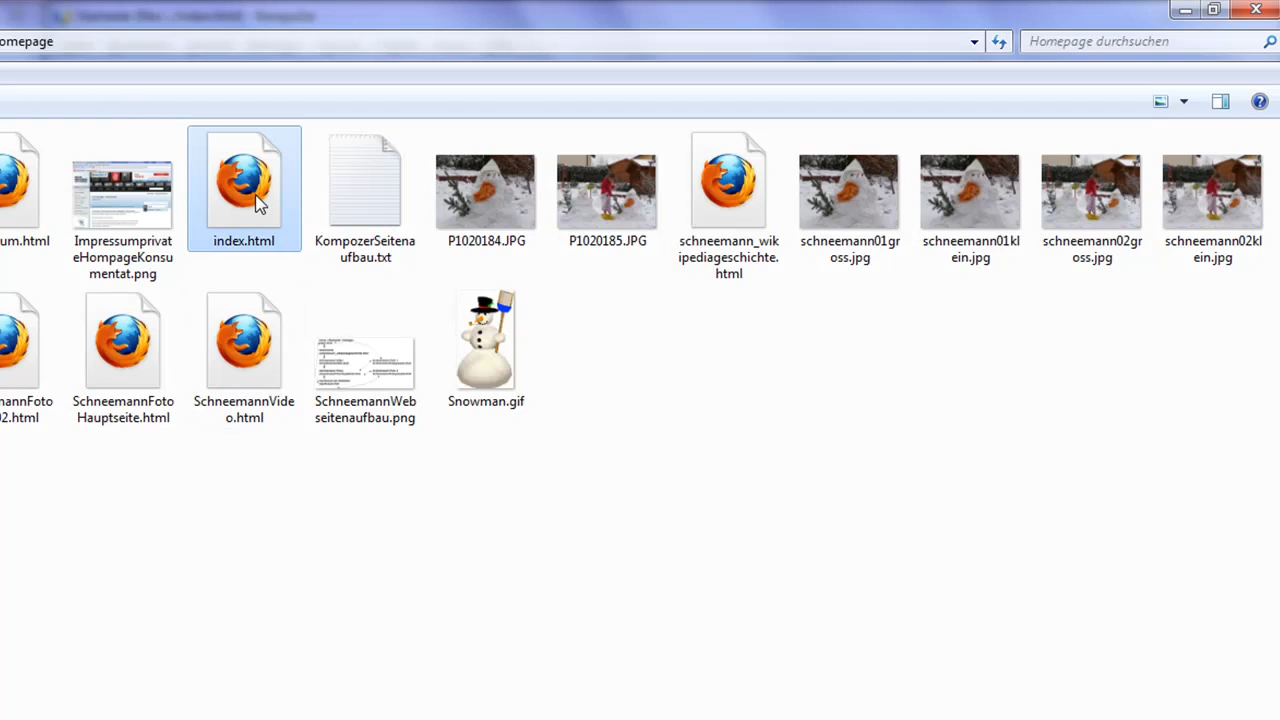 omepage
Homepage durchsuchen
um.html
Impressumprivat
eHompageKonsu
mentat.png
index.html
KompozerSeitena
ufbau.txt
P1020184.JPG
P1020185.JPG
schneemann_wik
ipediageschichte.
html
schneemann01gr
oss.jpg
schneemann01kl
ein.jpg
schneemann02gr
oss.jpg
schneemann02kl
ein.jpg
mannFoto
02.html
SchneemannFoto
Hauptseite.html
SchneemannVide
o.html
SchneemannWeb
seitenaufbau.png
Snowman.gif